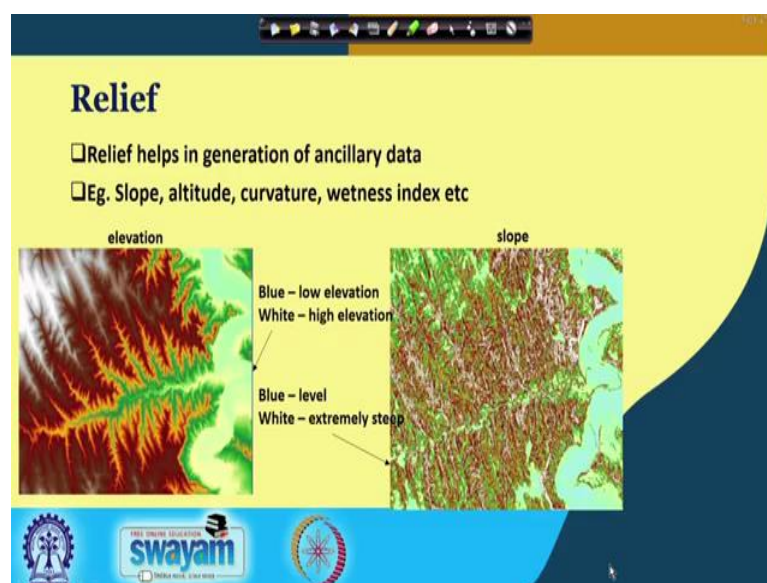 Relief
❑Relief helps in generation of ancillary data
❑Eg. Slope, altitude, curvature, wetness index etc
elevation
slope
Blue – low elevation
White – high elevation
Blue – level
White – extremely steep
FREE ONLINE EDUCATION
swayam